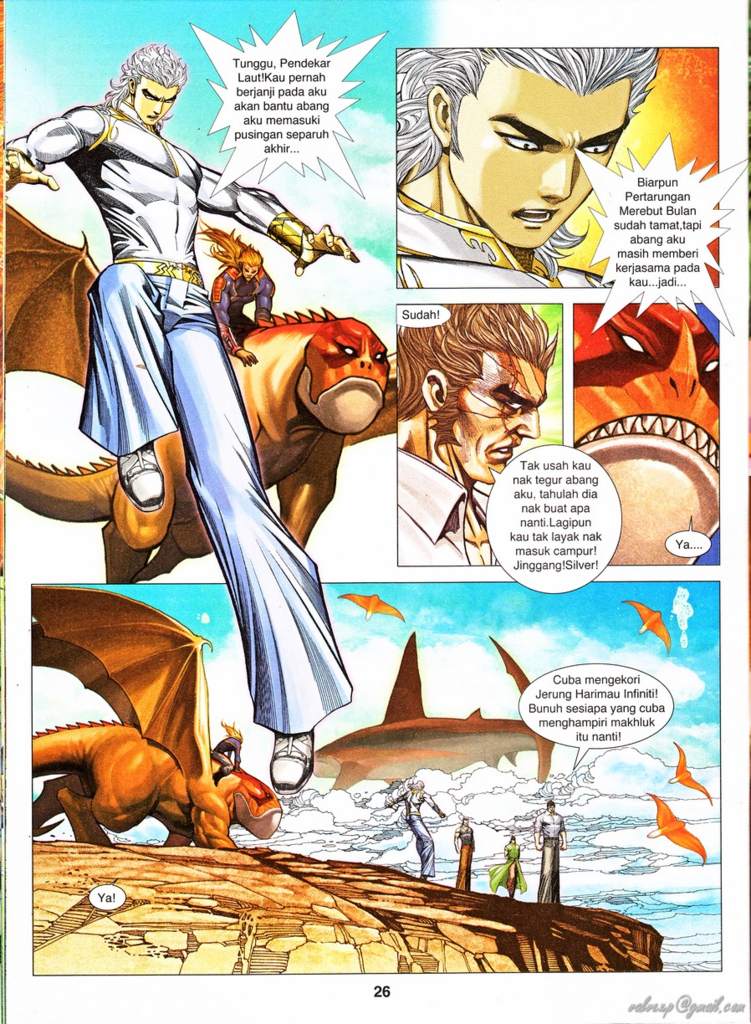 Tunggu, Pendekar
Laut!Kau pernah
berjanji pada aku
akan bantu abang
aku memasuki
pusingan separuh
akhir...
Biarpun
Pertarungan
Merebut Bulan
sudah tamat,tapi
abang aku
masih memberi
kerjasama pada
kau...jadi...
Sudah!
Tak usah kau
nak tegur abang
aku, tahulah dia
nak buat apa
nanti.Lagipun
kau tak layak nak
masuk campur!
Jinggang!Silver!
Ya....
Cuba mengekori
Jerung Harimau Infiniti!
Bunuh sesiapa yang cuba
menghampiri makhluk
itu nanti!
Ya!
26